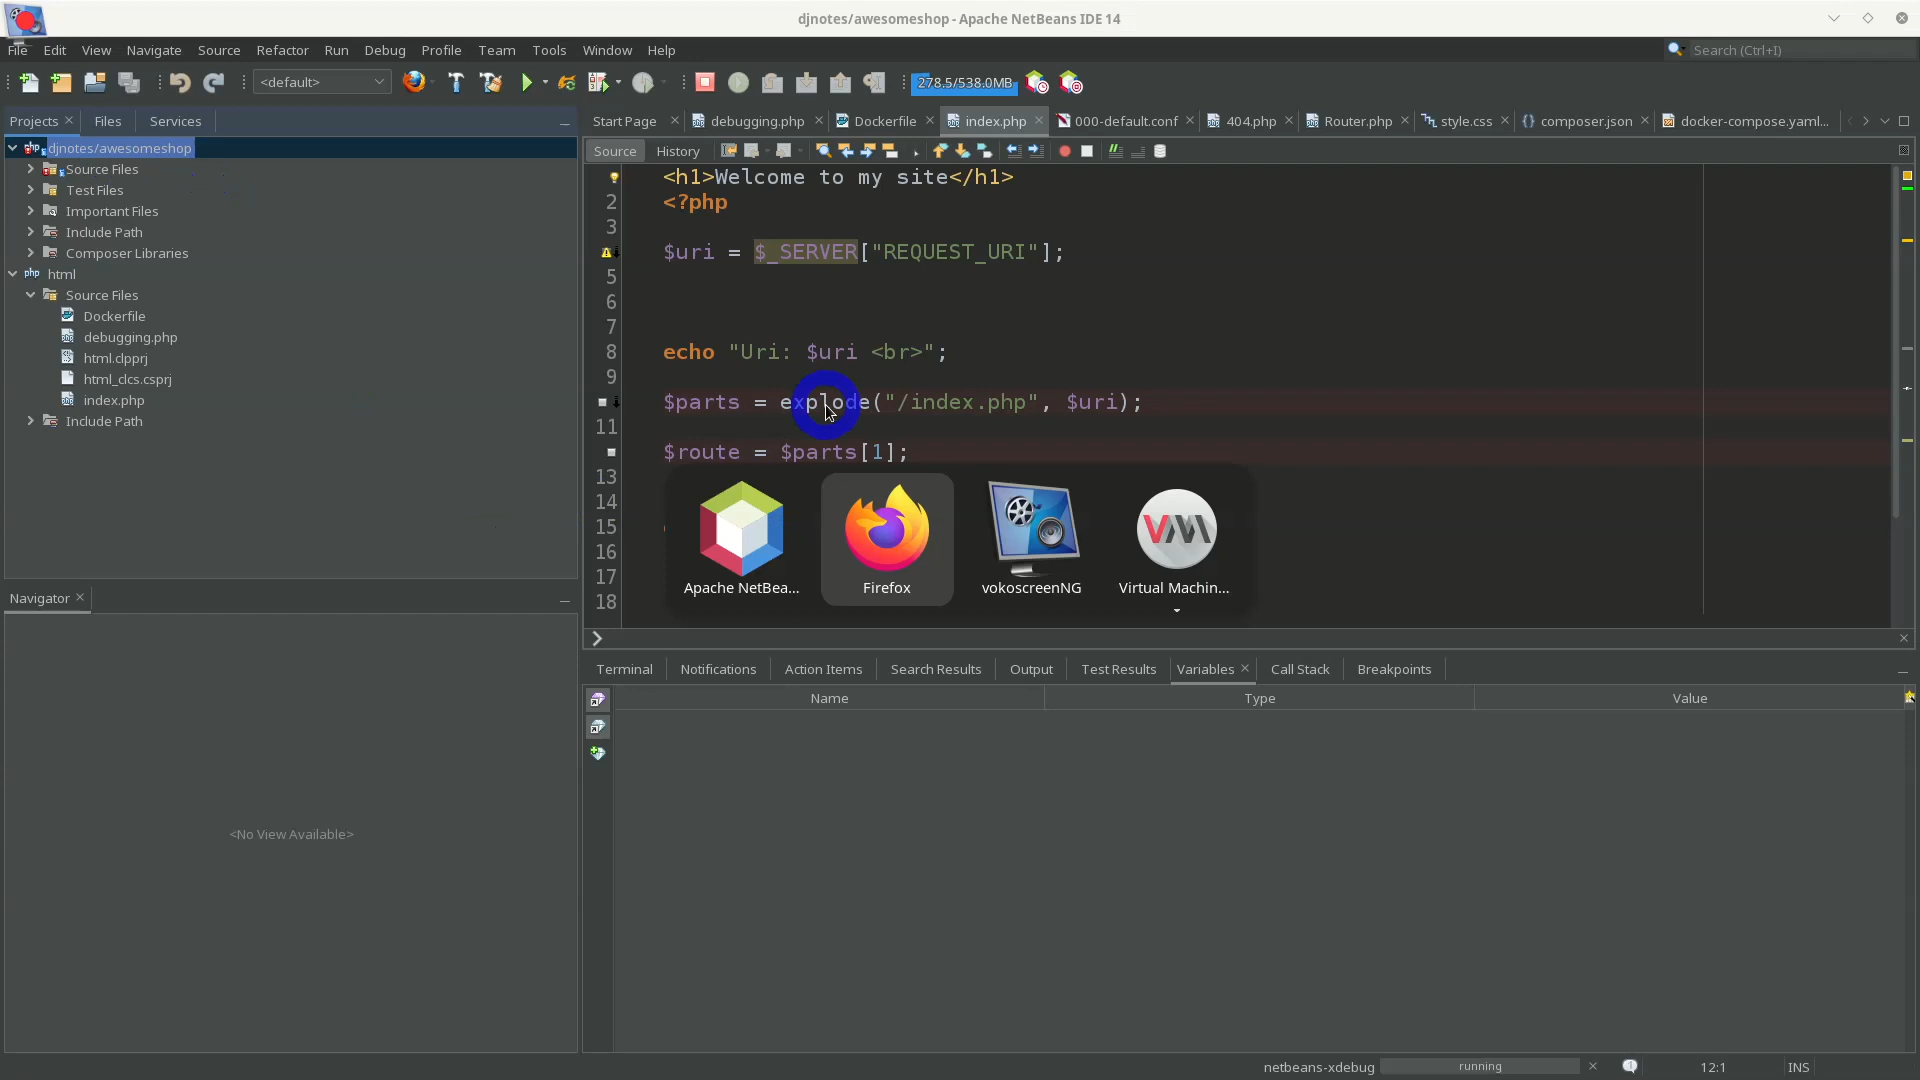 djnotes/awesomeshop - Apache NetBeans IDE 14
File Edit View Navigate Source Refactor Run Debug Profile Team Tools Window Help
Search (Ctrl+I)
<default>
278.5/538.0MB
Projects Files Services
Start Page debugging.php Dockerfile index.php 000-default.conf 404.php Router.php style.css composer.json docker-compose.yaml...
Source History
djnotes/awesomeshop
Source Files
Test Files
Important Files
Include Path
Composer Libraries
html
Source Files
Dockerfile
debugging.php
html.clpprj
html_clcs.csprj
index.php
Include Path
<h1>Welcome to my site</h1>
2 <?php
3
$uri = $_SERVER["REQUEST_URI"];
5
6
7
8 echo "Uri: $uri <br>";
9
$parts = explode("/index.php", $uri);
11
$route = $parts[1];
13
14
15
16
17
18
Apache NetBea...
Firefox
vokoscreenNG
Virtual Machin...
Navigator
<No View Available>
Terminal Notifications Action Items Search Results Output Test Results Variables Call Stack Breakpoints
Name Type Value
netbeans-xdebug running 12:1 INS